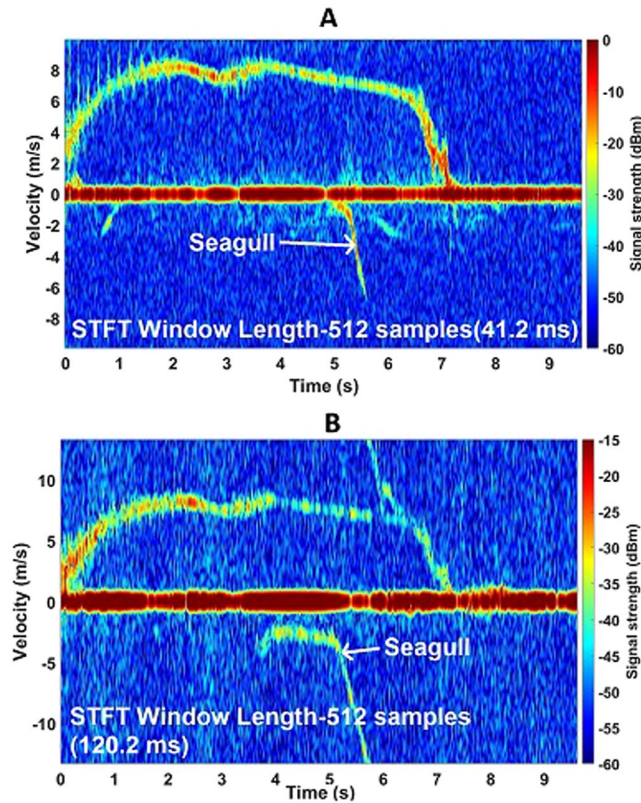 A
8
6
4
2
0
-2
-4
-6
-8
Velocity (m/s)
Seagull
STFT Window Length-512 samples(41.2 ms)
0 1 2 3 4 5 6 7 8 9
Time (s)
0
-10
-20
-30
-40
-50
-60
Signal strength (dBm)
B
10
5
0
-5
-10
Velocity (m/s)
Seagull
STFT Window Length-512 samples
(120.2 ms)
0 1 2 3 4 5 6 7 8 9
Time (s)
-15
-20
-25
-30
-35
-40
-45
-50
-55
-60
Signal strength (dBm)